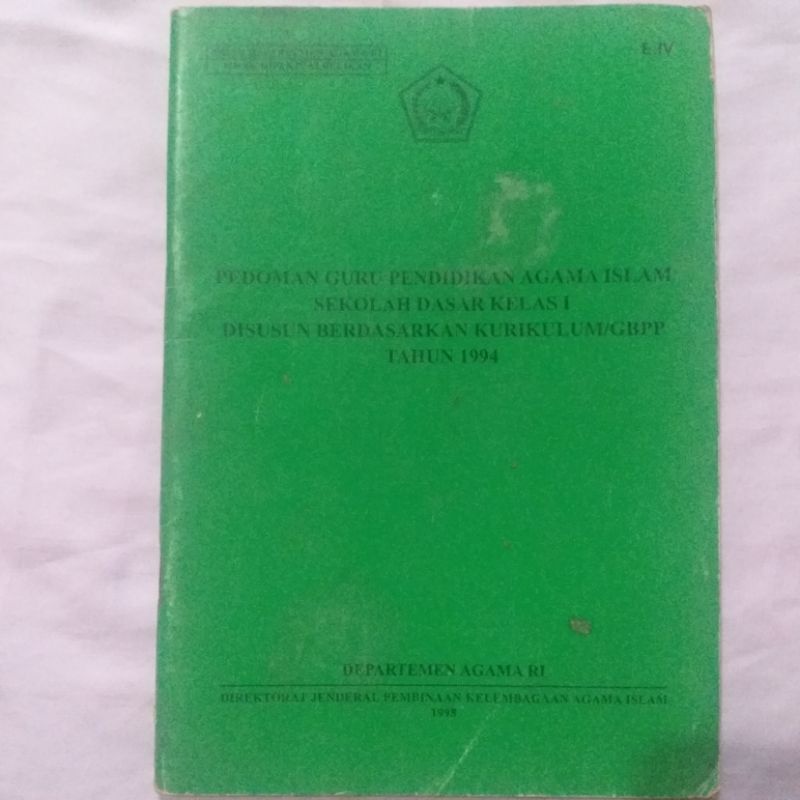 E.IV
PEDOMAN GURU PENDIDIKAN AGAMA ISLAM
SEKOLAH DASAR KELAS I
DISUSUN BERDASARKAN KURIKULUM/GBPP
TAHUN 1994
DEPARTEMEN AGAMA RI
DIREKTORAT JENDERAL PEMBINAAN KELEMBAGAAN AGAMA ISLAM